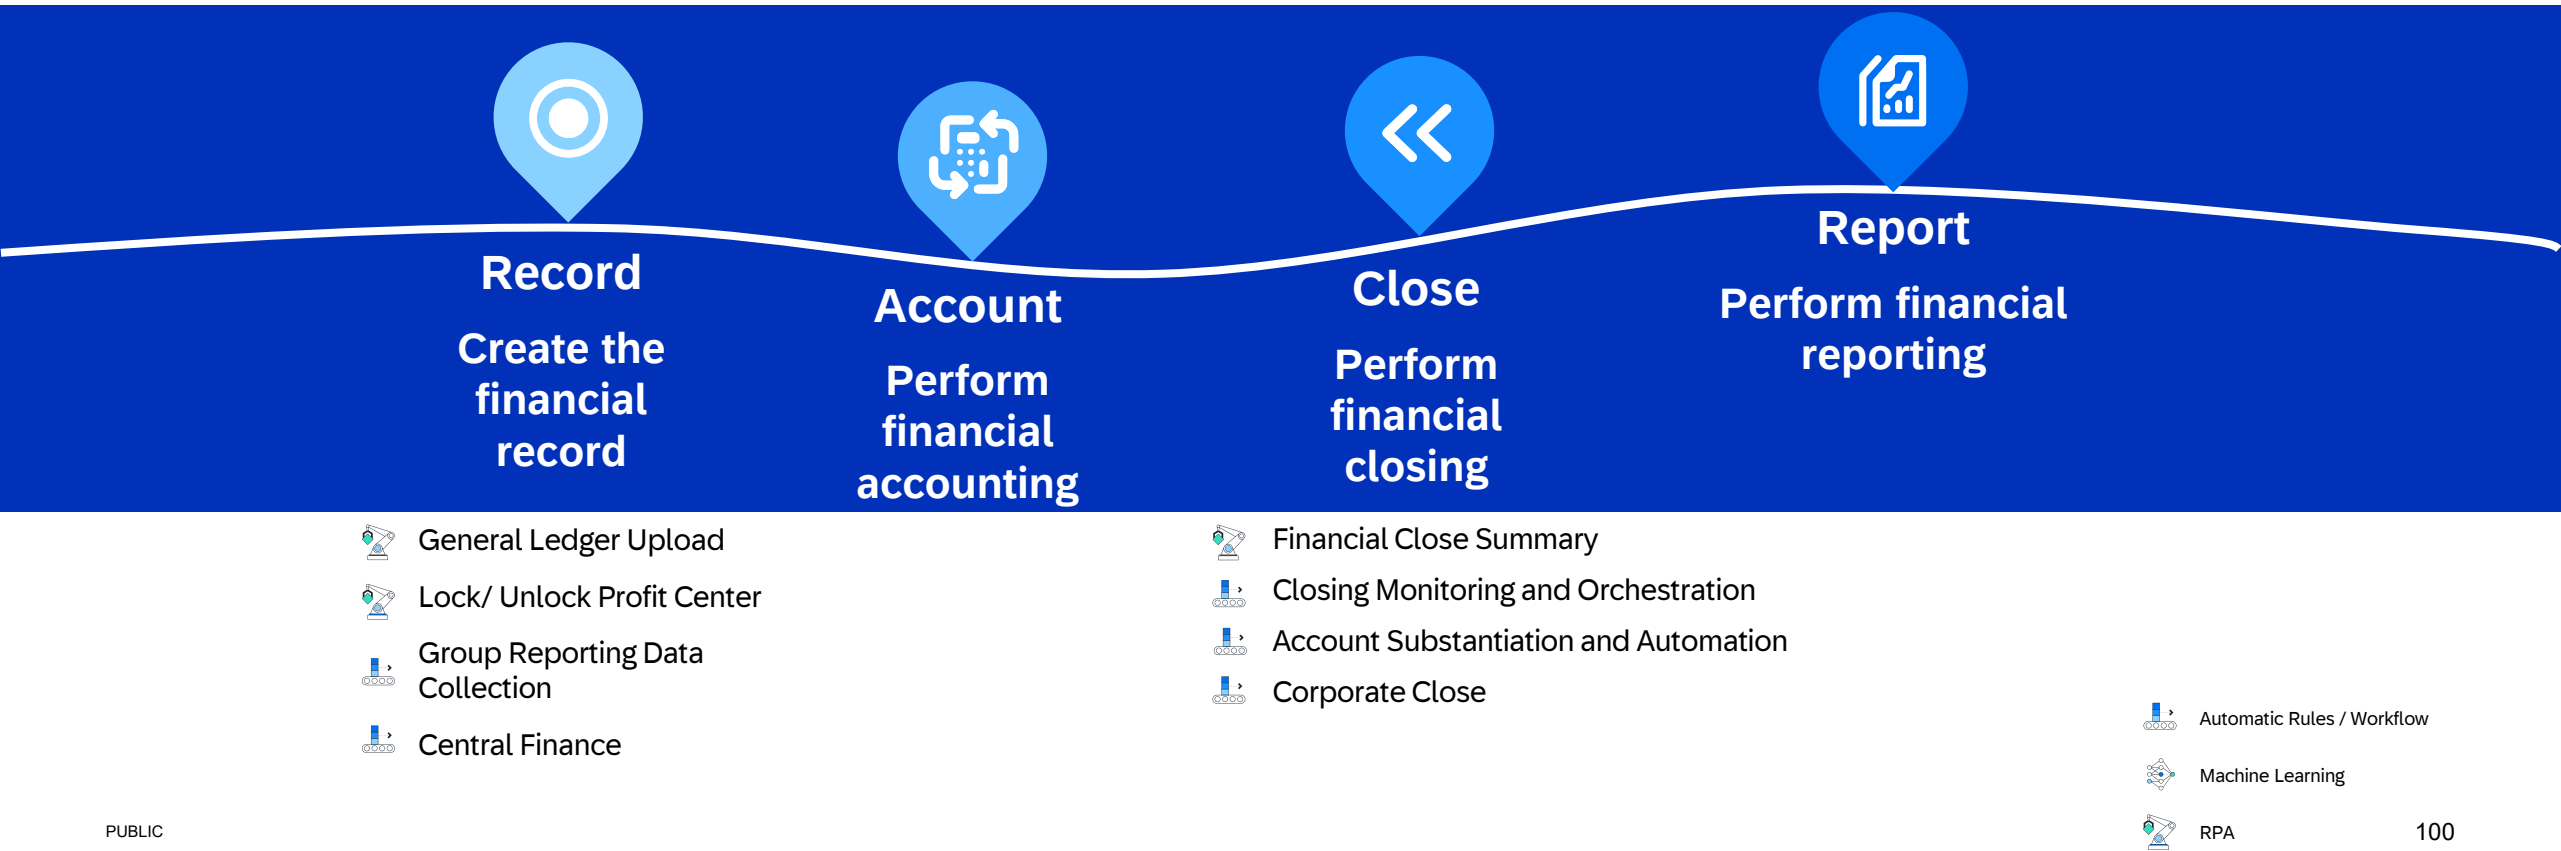 Record
Create the
financial
record
Account
Perform
financial
accounting
Close
Perform
financial
closing
Report
Perform financial
reporting
General Ledger Upload
Lock/ Unlock Profit Center
Group Reporting Data
Collection
Central Finance
Financial Close Summary
Closing Monitoring and Orchestration
Account Substantiation and Automation
Corporate Close
Automatic Rules / Workflow
Machine Learning
RPA
PUBLIC
100